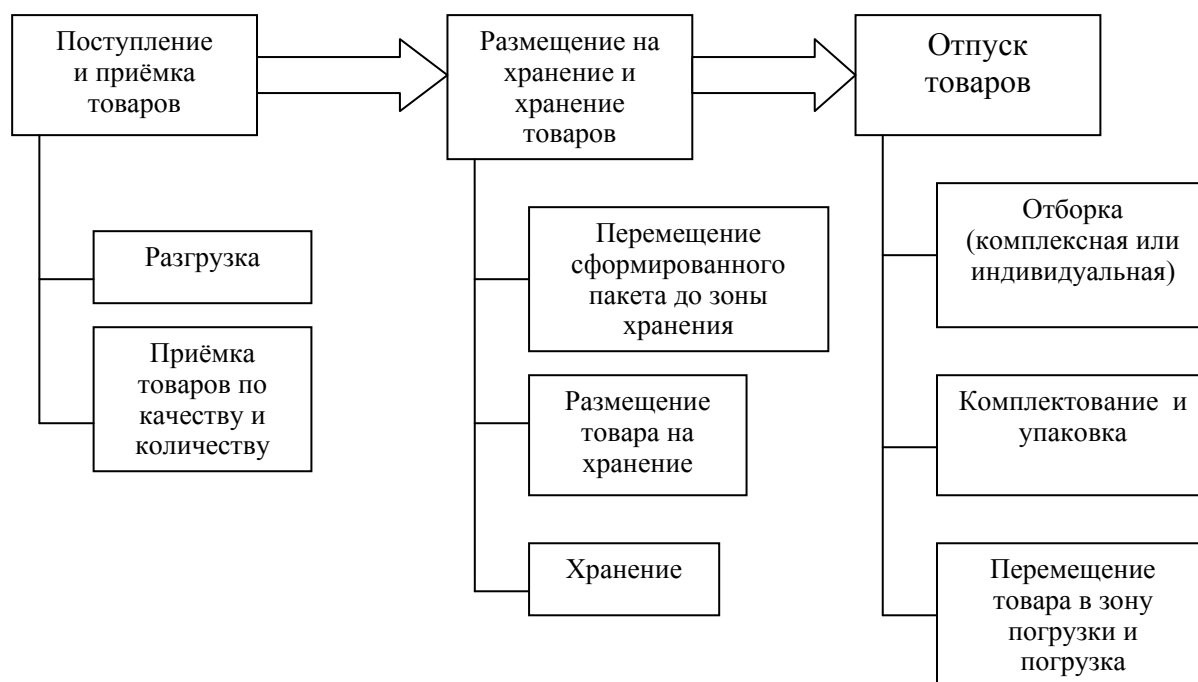 Поступление
и приёмка
товаров
Размещение на
хранение и
хранение
товаров
Отпуск
товаров
Разгрузка
Приёмка
товаров по
качеству и
количеству
Перемещение
сформированного
пакета до зоны
хранения
Размещение
товара на
хранение
Хранение
Отборка
(комплексная или
индивидуальная)
Комплектование и
упаковка
Перемещение
товара в зону
погрузки и
погрузка